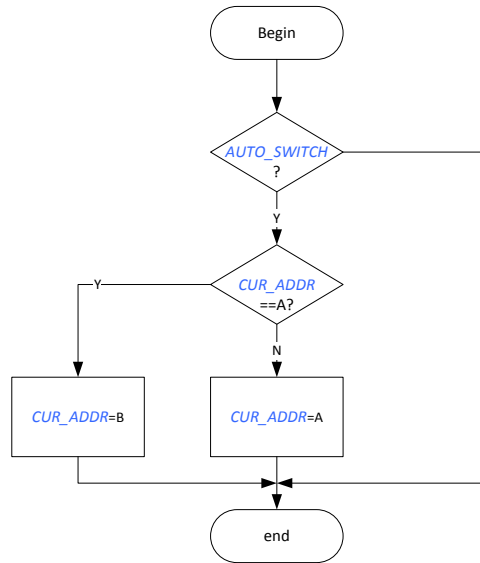 Begin
AUTO_SWITCH
?
Y
CUR_ADDR
==A?
Y
N
CUR_ADDR=B
CUR_ADDR=A
end